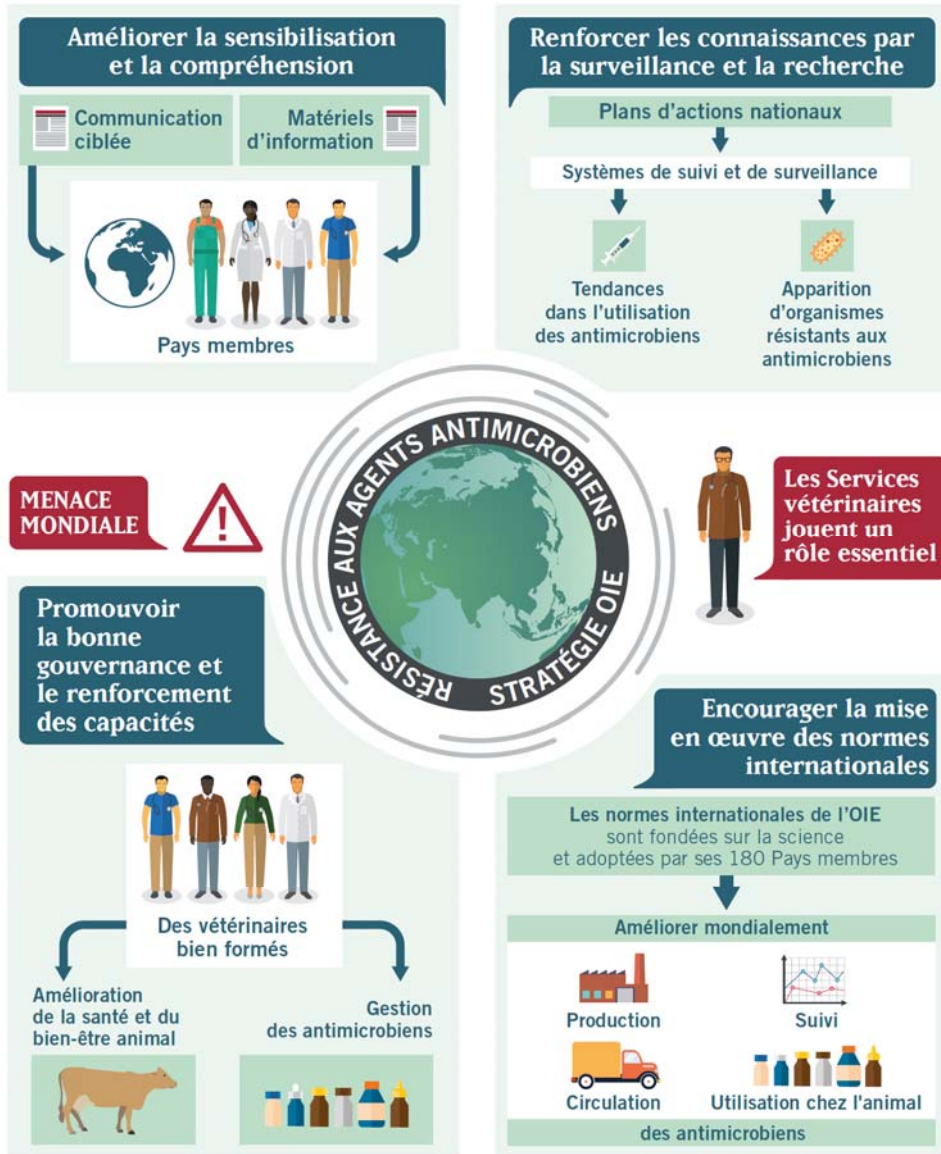 Améliorer la sensibilisation
et la compréhension
Communication
ciblée
Matériels
d'information
Pays membres
Renforcer les connaissances par
la surveillance et la recherche
Plans d'actions nationaux
Systèmes de suivi et de surveillance
Tendances
dans l'utilisation
des antimicrobiens
Apparition
d'organismes
résistants aux
antimicrobiens
MENACE
MONDIALE
RÉSISTANCE AUX AGENTS ANTIMICROBIENS
STRATÉGIE OIE
Les Services
vétérinaires
jouent un
rôle essentiel
Promouvoir
la bonne
gouvernance et
le renforcement
des capacités
Des vétérinaires
bien formés
Amélioration
de la santé et du
bien-être animal
Gestion
des antimicrobiens
Encourager la mise
en œuvre des normes
internationales
Les normes internationales de l'OIE
sont fondées sur la science
et adoptées par ses 180 Pays membres
Améliorer mondialement
Production
Suivi
Circulation
Utilisation chez l'animal
des antimicrobiens